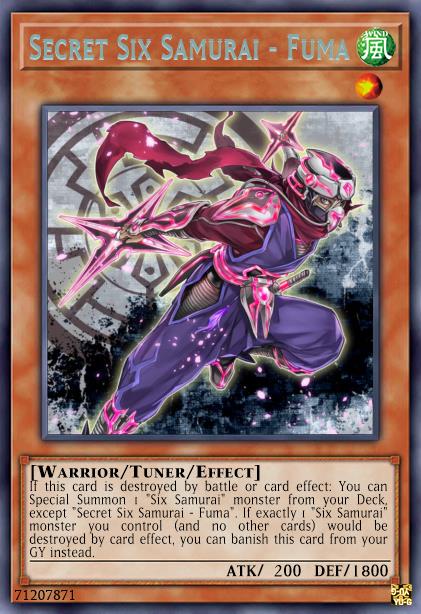 SECRET SIX SAMURAI - FUMA
WIND
風
[WARRIOR/TUNER/EFFECT]
If this card is destroyed by battle or card effect: You can
Special Summon 1 "Six Samurai" monster from your Deck,
except "Secret Six Samurai - Fuma". If exactly 1 "Six Samurai"
monster you control (and no other cards) would be
destroyed by card effect, you can banish this card from your
GY instead.
ATK/ 200 DEF/1800
71207871